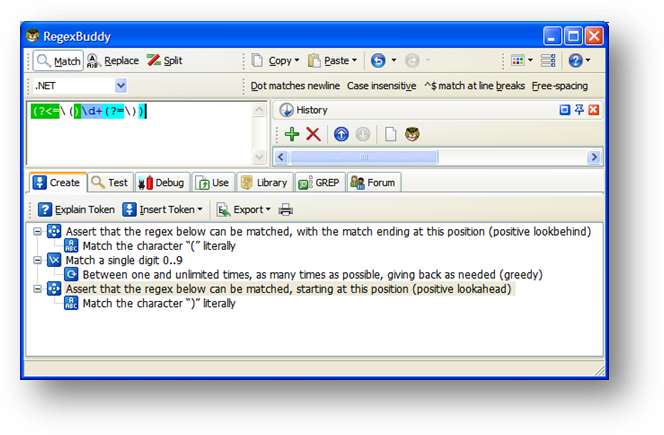 RegexBuddy
Match Replace Split Copy Paste
.NET Dot matches newline Case insensitive ^$ match at line breaks Free-spacing
(?<=\()\d+(?=\)) History
Create Test Debug Use Library GREP Forum
Explain Token Insert Token Export
Assert that the regex below can be matched, with the match ending at this position (positive lookbehind)
Match the character “(” literally
Match a single digit 0..9
Between one and unlimited times, as many times as possible, giving back as needed (greedy)
Assert that the regex below can be matched, starting at this position (positive lookahead)
Match the character “)” literally